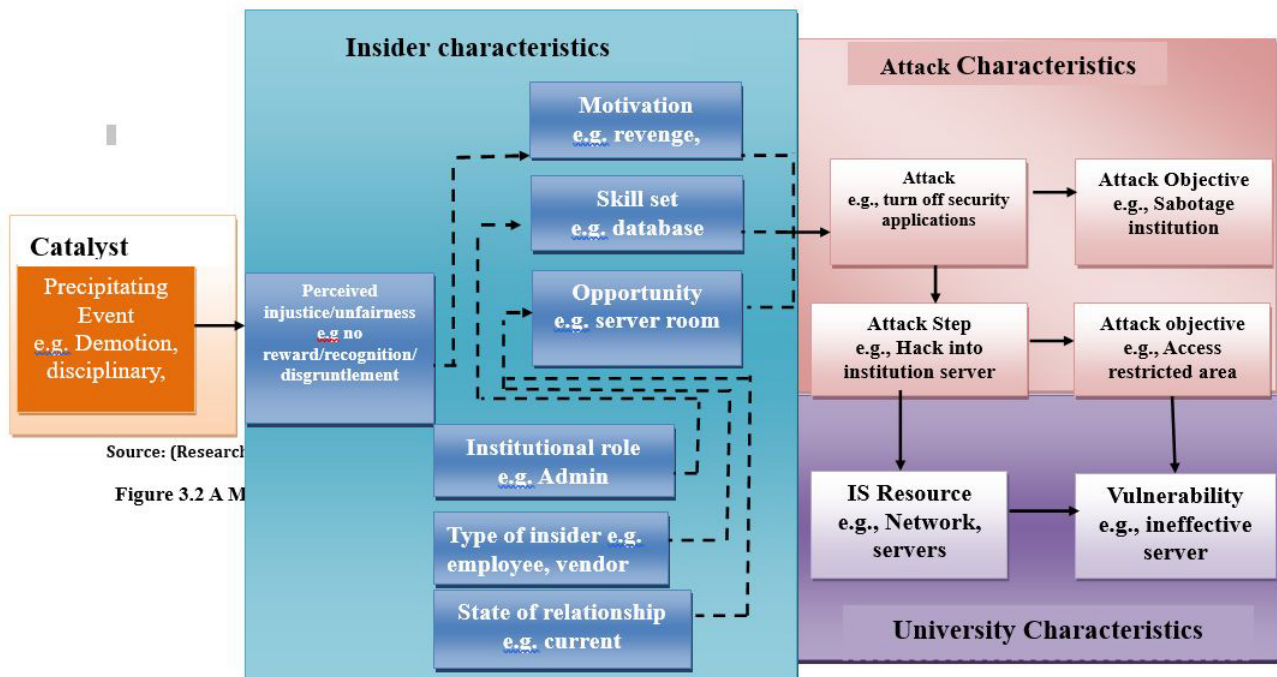 Insider characteristics
Attack Characteristics
Motivation
e.g. revenge,
Skill set
e.g. database
Opportunity
e.g. server room
Catalyst
Precipitating
Event
e.g. Demotion,
disciplinary,
Perceived
injustice/unfairness
e.g no
reward/recognition/
disgruntlement
Institutional role
e.g. Admin
Type of insider e.g.
employee, vendor
State of relationship
e.g. current
Attack
e.g., turn off security
applications
Attack Objective
e.g., Sabotage
institution
Attack Step
e.g., Hack into
institution server
Attack objective
e.g., Access
restricted area
IS Resource
e.g., Network,
servers
Vulnerability
e.g., ineffective
server
University Characteristics
Source: (Research
Figure 3.2 A M